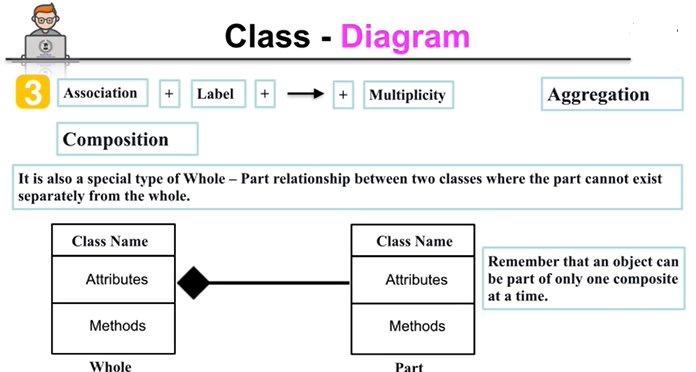 Class - Diagram
3 Association + Label + + Multiplicity Aggregation
Composition
It is also a special type of Whole – Part relationship between two classes where the part cannot exist
separately from the whole.
Class Name
Attributes
Methods
Whole
Class Name
Attributes
Methods
Part
Remember that an object can
be part of only one composite
at a time.